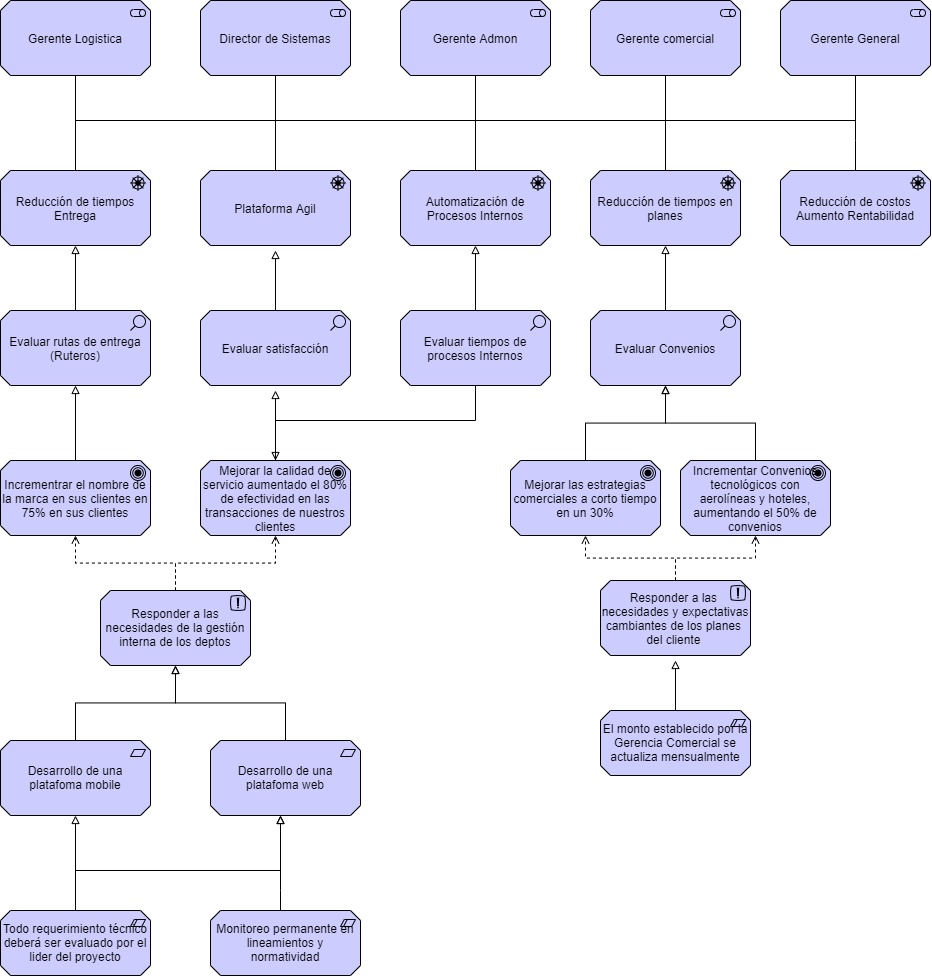 Gerente Logistica
Director de Sistemas
Gerente Admon
Gerente comercial
Gerente General
Reducción de tiempos
Entrega
Plataforma Agil
Automatización de
Procesos Internos
Reducción de tiempos en
planes
Reducción de costos
Aumento Rentabilidad
Evaluar rutas de entrega
(Ruteros)
Evaluar satisfacción
Evaluar tiempos de
procesos Internos
Evaluar Convenios
Incrementrar el nombre de
la marca en sus clientes en
75% en sus clientes
Mejorar la calidad de
servicio aumentado el 80%
de efectividad en las
transacciones de nuestros
clientes
Mejorar las estrategias
comerciales a corto tiempo
en un 30%
Incrementar Convenios
tecnológicos con
aerolíneas y hoteles,
aumentando el 50% de
convenios
Responder a las
necesidades de la gestión
interna de los deptos
Responder a las
necesidades y expectativas
cambiantes de los planes
del cliente
El monto establecido por la
Gerencia Comercial se
actualiza mensualmente
Desarrollo de una
platafoma mobile
Desarrollo de una
platafoma web
Todo requerimiento técnico
deberá ser evaluado por el
lider del proyecto
Monitoreo permanente en
lineamientos y
normatividad